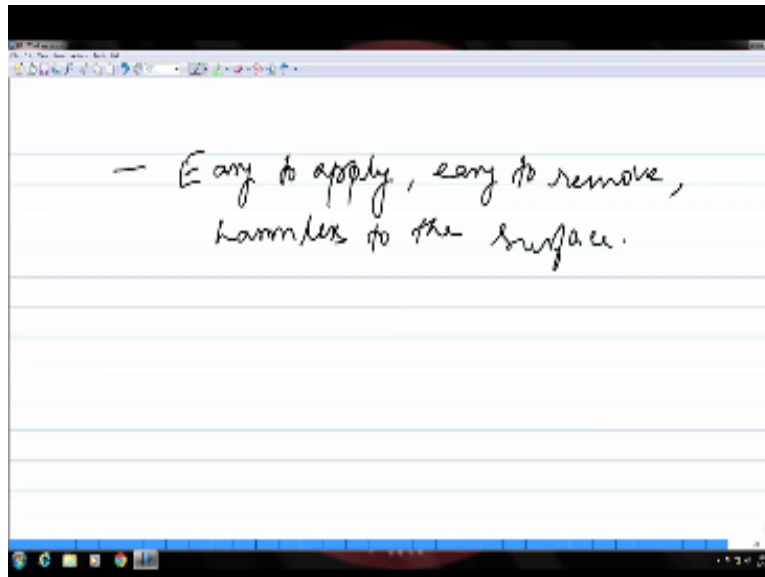 — Easy to apply, easy to remove,
harmless to the surface.